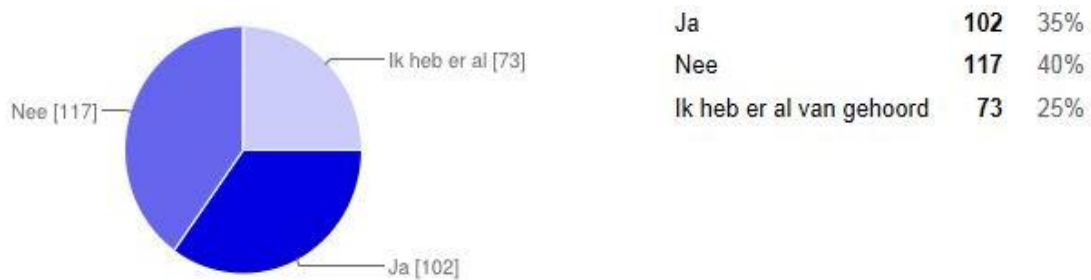 Ik heb er al [73]
Nee [117]
Ja [102]
Ja 102 35%
Nee 117 40%
Ik heb er al van gehoord 73 25%